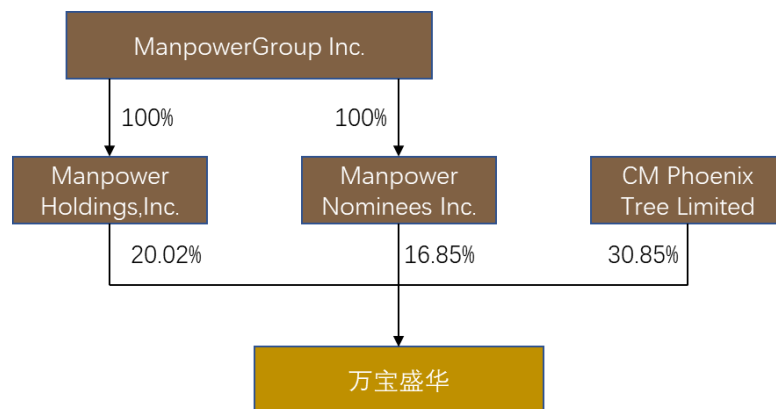 ManpowerGroup Inc.
100%
100%
Manpower
Holdings,Inc.
Manpower
Nominees Inc.
CM Phoenix
Tree Limited
20.02%
16.85%
30.85%
万宝盛华